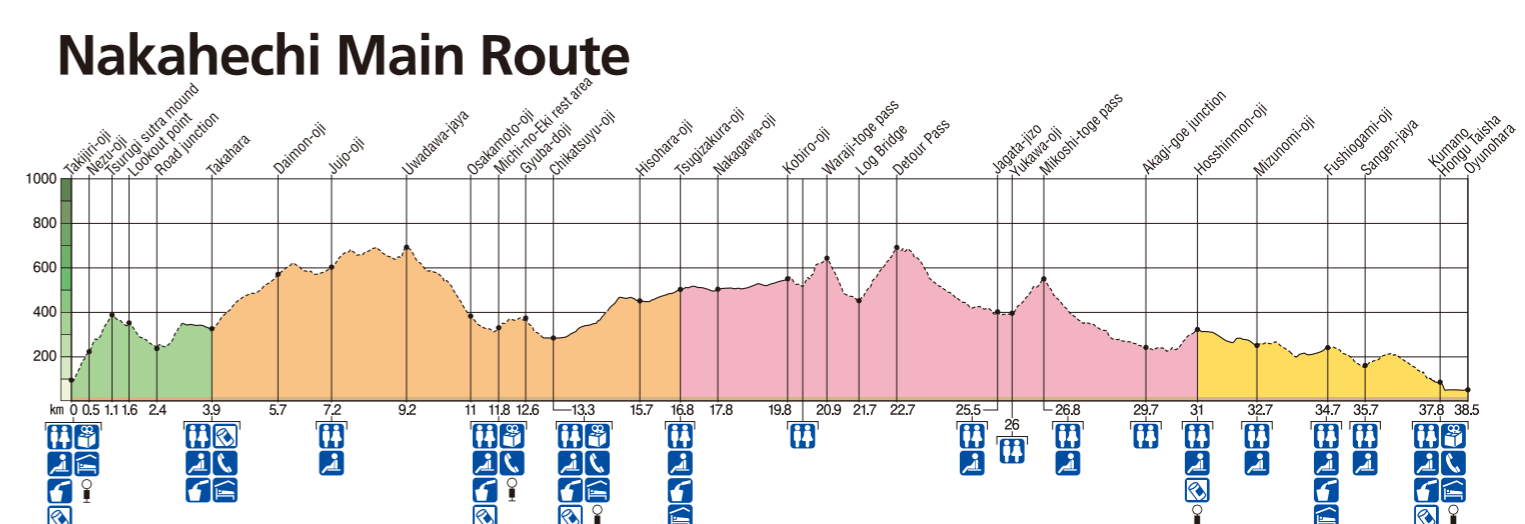 Nakahechi Main Route
Takijiri-oji
Nezu-oji
Tsurugi sutra mound
Lookout point
Road junction
Takahara
Daimon-oji
Jujo-oji
Uwadawa-jaya
Osakamoto-oji
Michi-no-Eki rest area
Gyuba-doji
Chikatsuyu-oji
Hisohara-oji
Tsugizakura-oji
Nakagawa-oji
Kobiro-oji
Waraji-toge pass
Log Bridge
Detour Pass
Jagata-jizo
Yukawa-oji
Mikoshi-toge pass
Akagi-goe junction
Hosshinmon-oji
Mizunomi-oji
Fushiogami-oji
Sangen-jaya
Kumano
Hongu Taisha
Oyunohara
1000
800
600
400
200
km 0 0.5 1.1 1.6 2.4 3.9 5.7 7.2 9.2 11 11.8 12.6 13.3 15.7 16.8 17.8 19.8 20.9 21.7 22.7 25.5 26.8 29.7 31 32.7 34.7 35.7 37.8 38.5
26